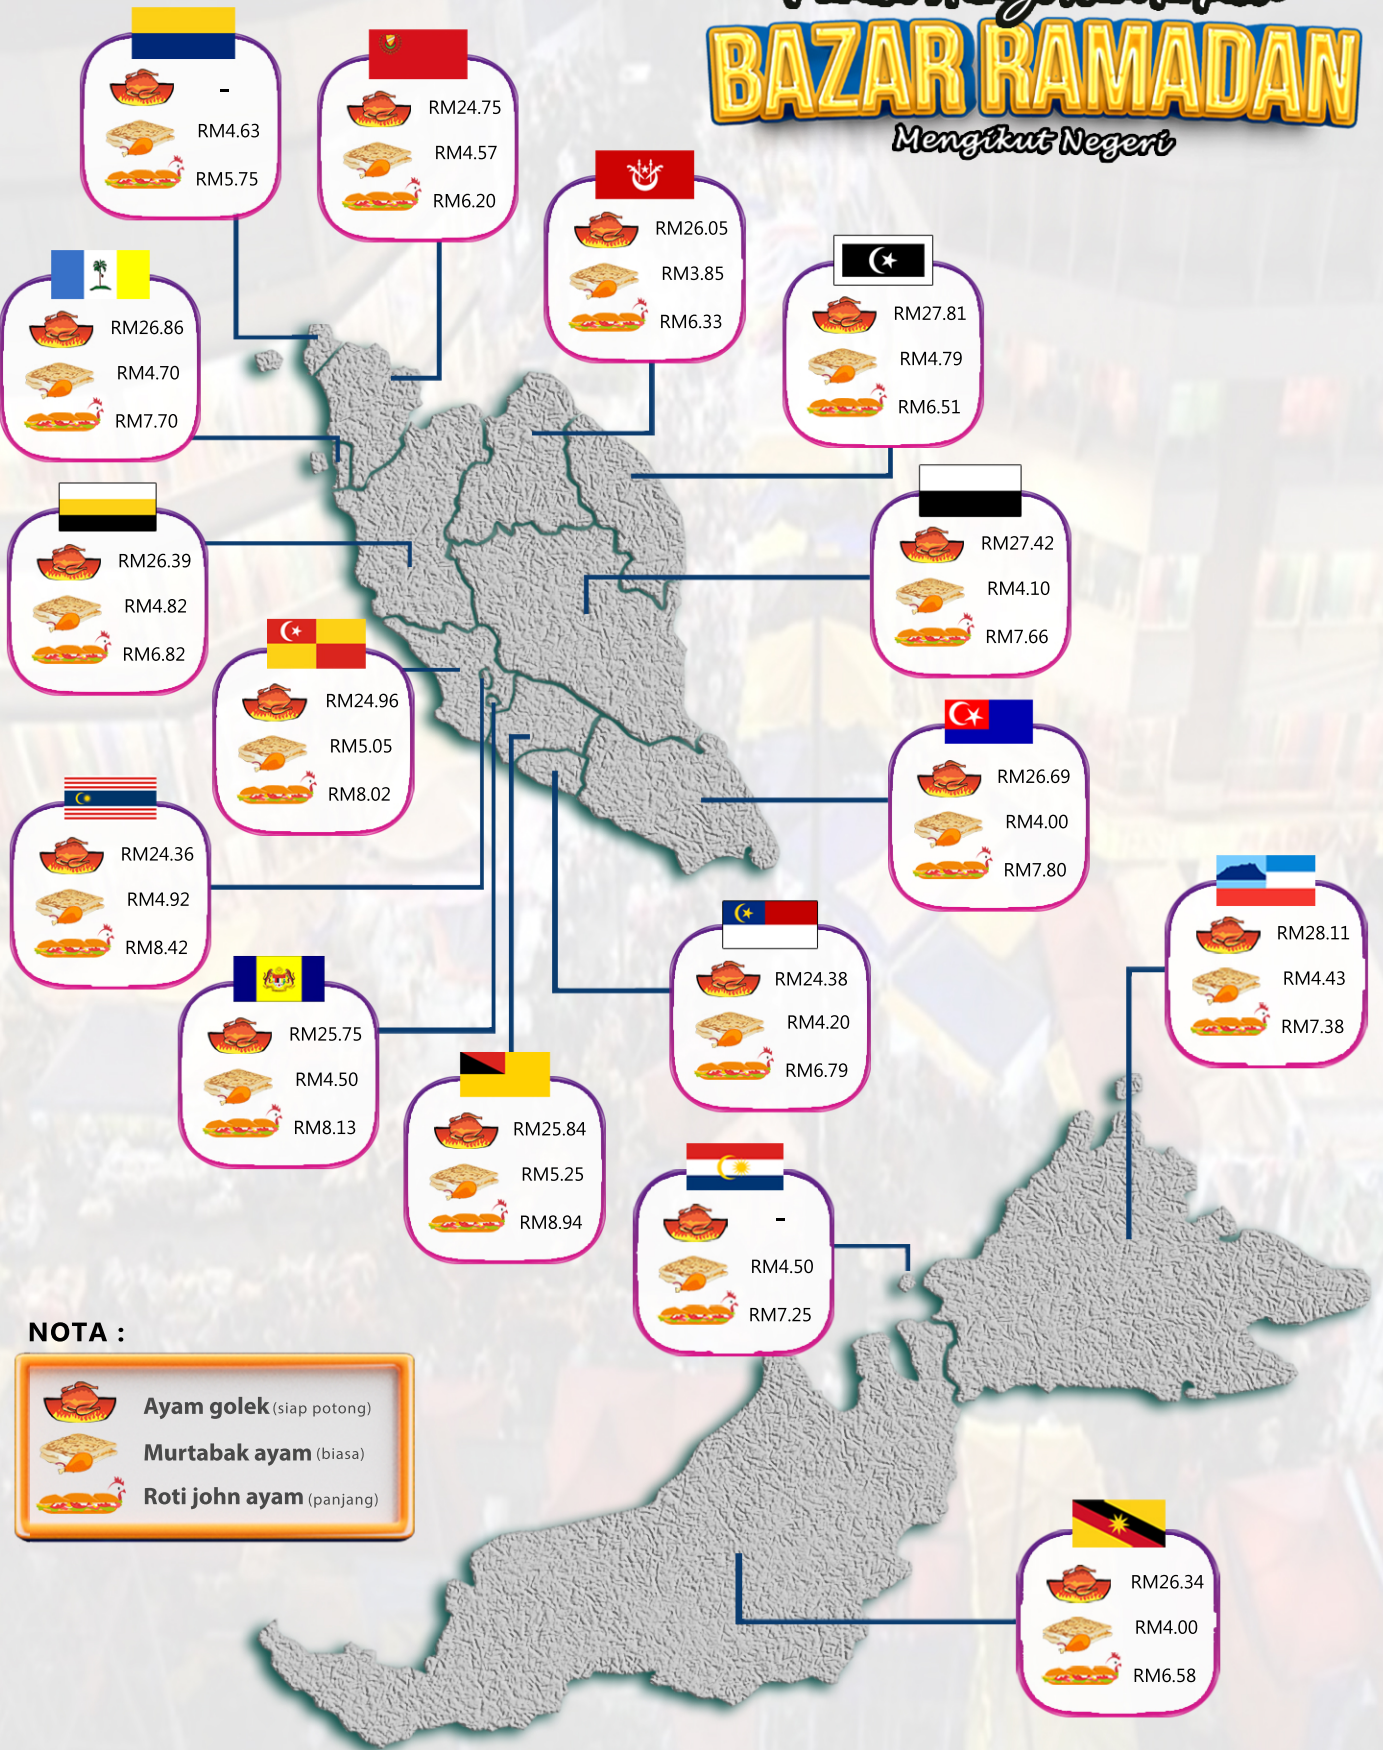 BAZAR RAMADAN
Mengikut Negeri
-
RM4.63
RM5.75
RM24.75
RM4.57
RM6.20
RM26.05
RM3.85
RM6.33
RM27.81
RM4.79
RM6.51
RM26.86
RM4.70
RM7.70
RM27.42
RM4.10
RM7.66
RM26.39
RM4.82
RM6.82
RM24.96
RM5.05
RM8.02
RM26.69
RM4.00
RM7.80
RM24.36
RM4.92
RM8.42
RM28.11
RM4.43
RM7.38
RM24.38
RM4.20
RM6.79
RM25.75
RM4.50
RM8.13
RM25.84
RM5.25
RM8.94
-
RM4.50
RM7.25
NOTA :
Ayam golek (siap potong)
Murtabak ayam (biasa)
Roti john ayam (panjang)
RM26.34
RM4.00
RM6.58